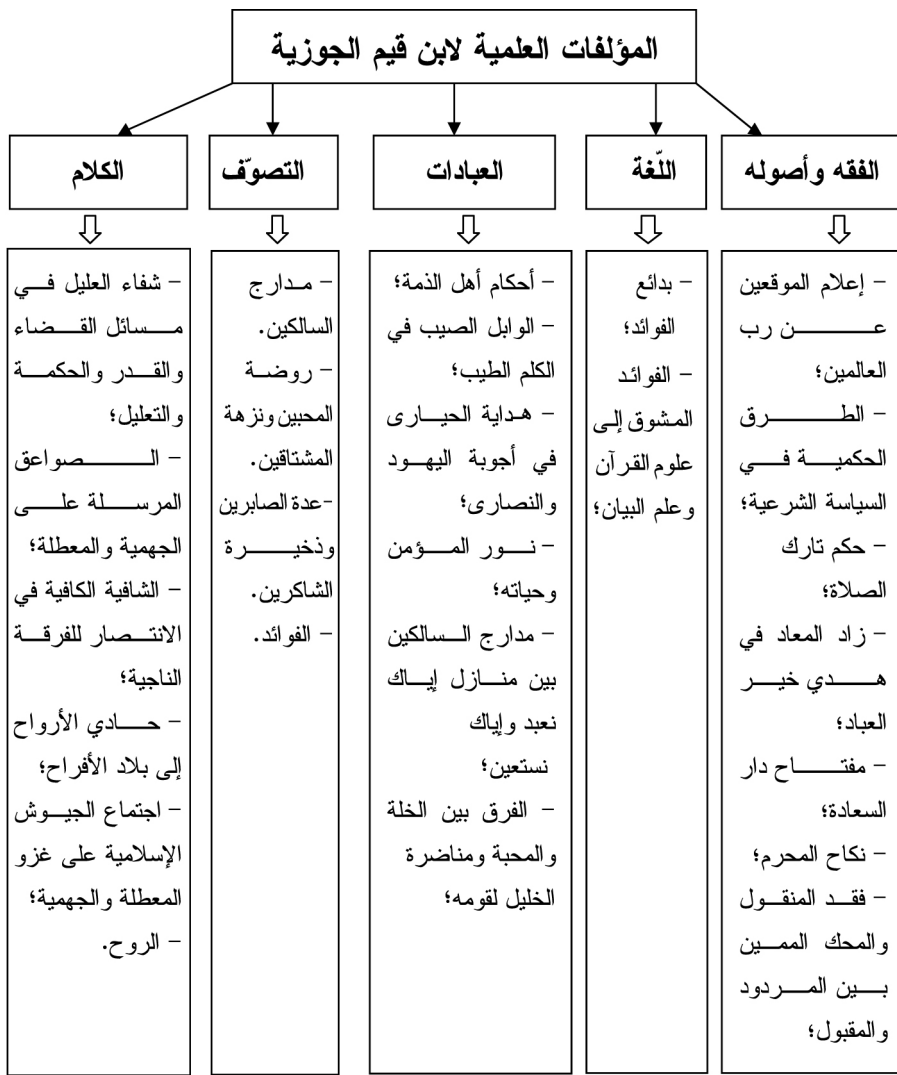 المؤلفات العلمية لابن قيم الجوزية
الفقه وأصوله
– إعلام الموقعين
عن رب
العالمين؛
– الطرق
الحكمية في
السياسة الشرعية؛
– حكم تارك
الصلاة؛
– زاد المعاد في
هدي خير
العباد؛
– مفتاح دار
السعادة؛
– نكاح المحرم؛
– فقد المنقول
والمحك الممين
بين المردود
والمقبول؛
اللّغة
– بدائع
الفوائد؛
– الفوائد
المشوق إلى
علوم القرآن
وعلم البيان؛
العبادات
– أحكام أهل الذمة؛
– الوابل الصيب في
الكلم الطيب؛
– هداية الحيارى
في أجوبة اليهود
والنصارى؛
– نور المؤمن
وحياته؛
– مدارج السالكين
بين منازل إياك
نعبد وإياك
نستعين؛
– الفرق بين الخلة
والمحبة ومناضرة
الخليل لقومه؛
التصوّف
– مدارج
السالكين.
– روضة
المحبين ونزهة
المشتاقين.
-عدة الصابرين
وذخيرة
الشاكرين.
– الفوائد.
الكلام
– شفاء العليل في
مسائل القضاء
والقدر والحكمة
والتعليل؛
– الصواعق
المرسلة على
الجهمية والمعطلة؛
– الشافية الكافية في
الانتصار للفرقة
الناجية؛
– حادي الأرواح
إلى بلاد الأفراح؛
– اجتماع الجيوش
الإسلامية على غزو
المعطلة والجهمية؛
– الروح.